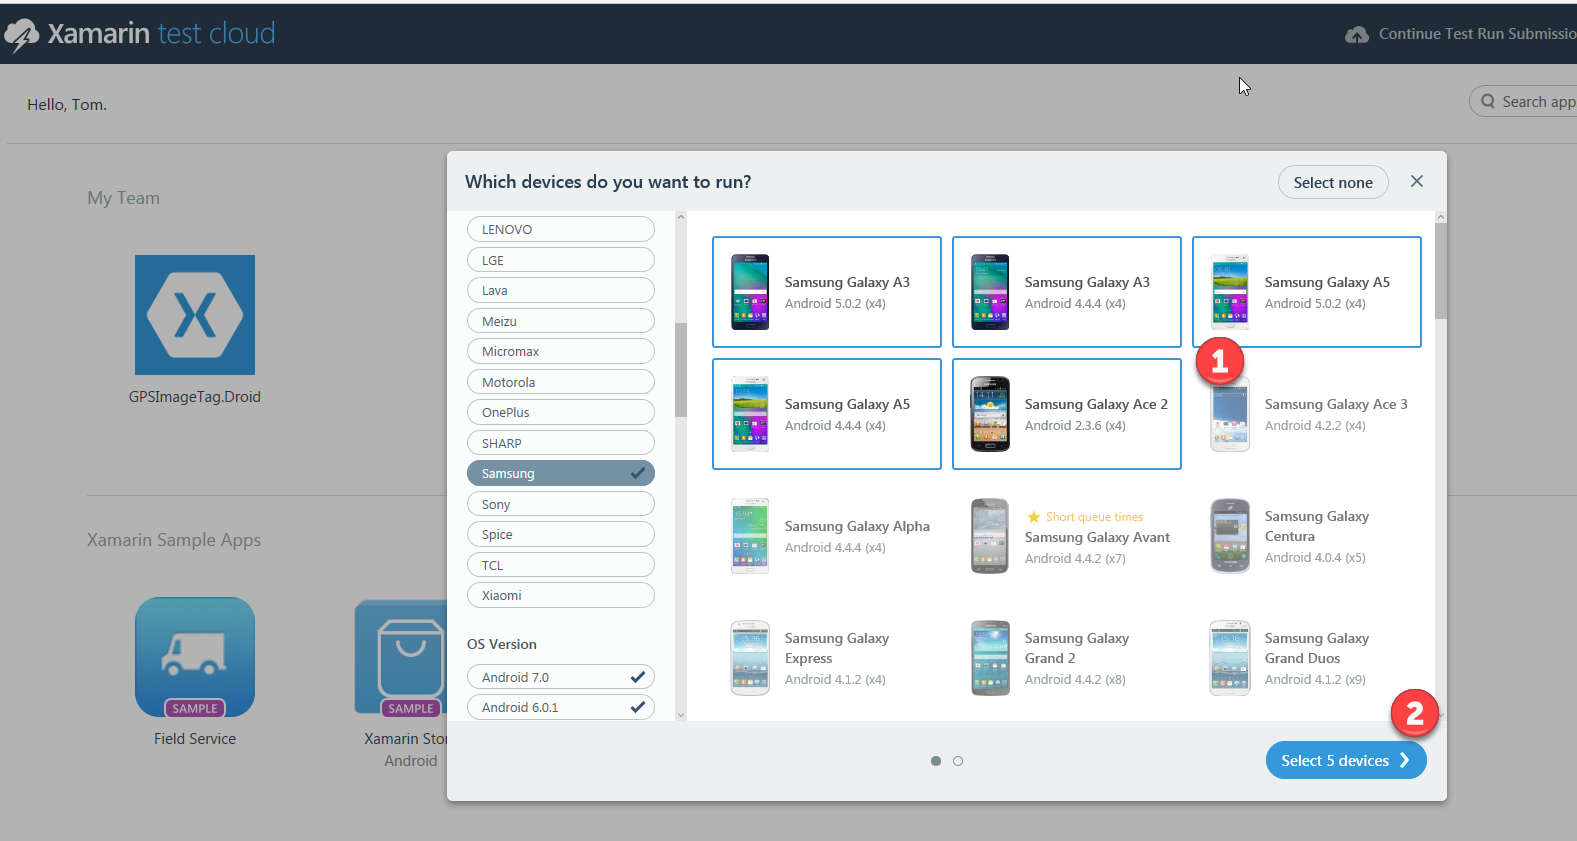 Xamarin test cloud
Continue Test Run Submissio
Hello, Tom.
Search app
My Team
GPSImageTag.Droid
Xamarin Sample Apps
SAMPLE
Field Service
SAMPLE
Xamarin Sto
Android
Which devices do you want to run?
Select none
LENOVO
LGE
Lava
Meizu
Micromax
Motorola
OnePlus
SHARP
Samsung
Sony
Spice
TCL
Xiaomi
OS Version
Android 7.0
Android 6.0.1
Samsung Galaxy A3
Android 5.0.2 (x4)
Samsung Galaxy A3
Android 4.4.4 (x4)
Samsung Galaxy A5
Android 5.0.2 (x4)
1
Samsung Galaxy A5
Android 4.4.4 (x4)
Samsung Galaxy Ace 2
Android 2.3.6 (x4)
Samsung Galaxy Ace 3
Android 4.2.2 (x4)
Samsung Galaxy Alpha
Android 4.4.4 (x4)
Short queue times
Samsung Galaxy Avant
Android 4.4.2 (x7)
Samsung Galaxy
Centura
Android 4.0.4 (x5)
Samsung Galaxy
Express
Android 4.1.2 (x4)
Samsung Galaxy
Grand 2
Android 4.4.2 (x8)
Samsung Galaxy
Grand Duos
Android 4.1.2 (x9)
2
Select 5 devices